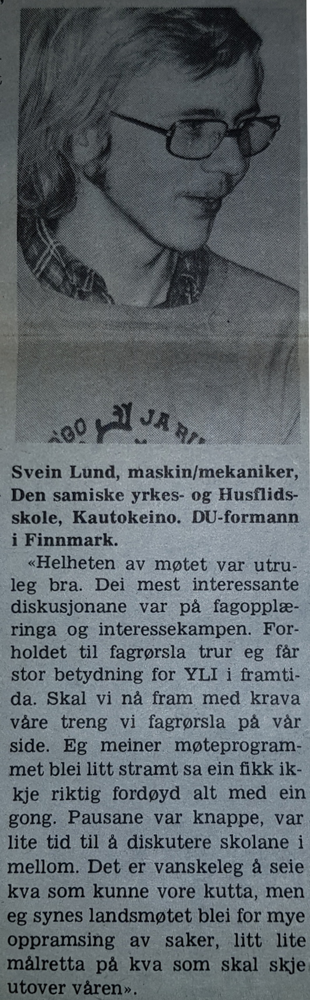 JA
Svein Lund, maskin/mekaniker,
Den samiske yrkes- og Husflids-
skole, Kautokeino. DU-formann
i Finnmark.
«Helheten av møtet var utru-
leg bra. Dei mest interessante
diskusjonane var på fagopplæ-
ringa og interessekampen. For-
holdet til fagrørsla trur eg får
stor betydning for YLI i framti-
da. Skal vi nå fram med krava
våre treng vi fagrørsla på vår
side. Eg meiner møteprogram-
met blei litt stramt sa ein fikk ik-
kje riktig fordøyd alt med ein
gong. Pausane var knappe, var
lite tid til å diskutere skolane i
mellom. Det er vanskeleg å seie
kva som kunne vore kutta, men
eg synes landsmøtet blei for mye
oppramsing av saker, litt lite
målretta på kva som skal skje
utover våren».